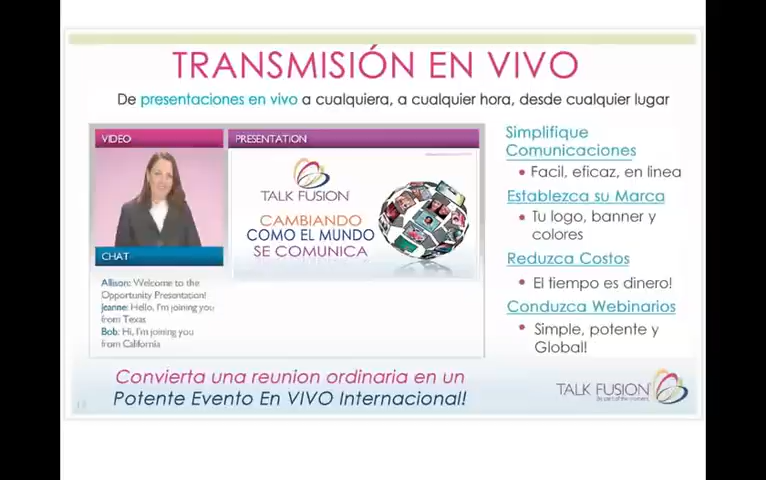 TRANSMISIÓN EN VIVO
De presentaciones en vivo a cualquiera, a cualquier hora, desde cualquier lugar
VIDEO
PRESENTATION
TALK FUSION
CAMBIANDO
COMO EL MUNDO
SE COMUNICA
CHAT
Allison: Welcome to the
Opportunity Presentation!
Jeanne: Hello, I'm joining you
from Texas
Bob: Hi, I'm joining you
from California
Simplifique
Comunicaciones
• Facil, eficaz, en linea
Establezca su Marca
• Tu logo, banner y
colores
Reduzca Costos
• El tiempo es dinero!
Conduzca Webinarios
• Simple, potente y
Global!
Convierta una reunion ordinaria en un
Potente Evento En VIVO Internacional!
TALK FUSION